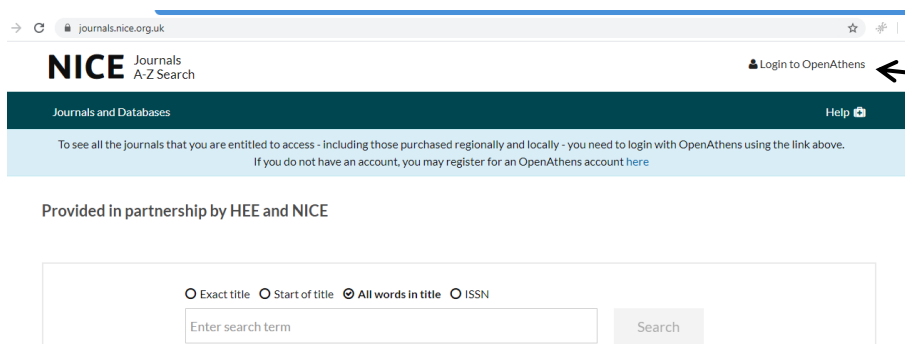 journals.nice.org.uk
NICE Journals
A-Z Search
Login to OpenAthens
Journals and Databases
Help
To see all the journals that you are entitled to access - including those purchased regionally and locally - you need to login with OpenAthens using the link above.
If you do not have an account, you may register for an OpenAthens account here
Provided in partnership by HEE and NICE
Exact title Start of title All words in title ISSN
Enter search term Search